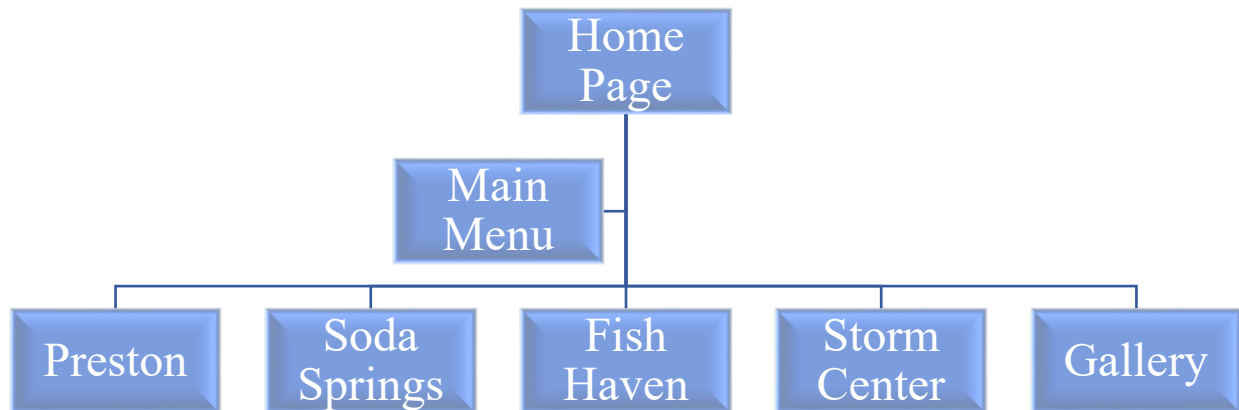 Home
Page
Main
Menu
Preston
Soda
Springs
Fish
Haven
Storm
Center
Gallery